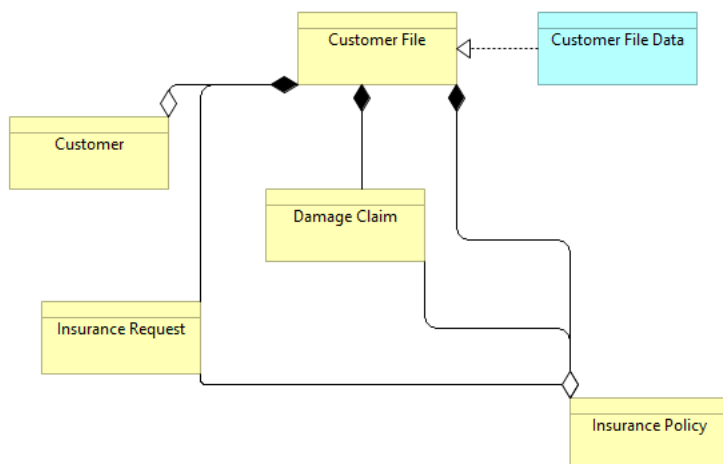 Customer File
Customer File Data
Customer
Damage Claim
Insurance Request
Insurance Policy